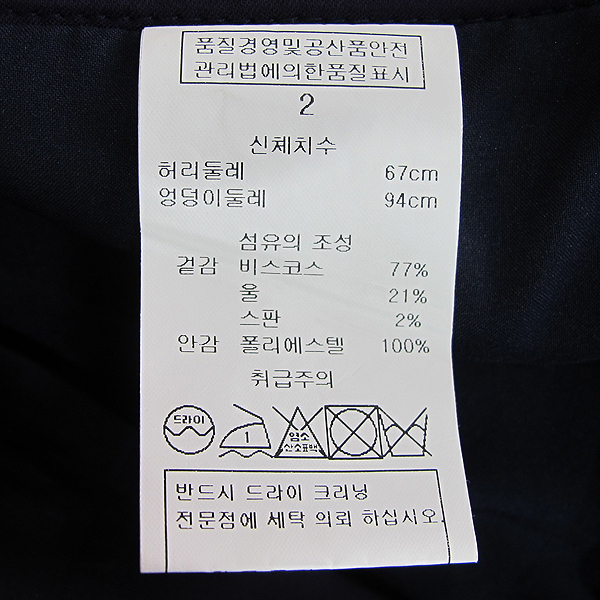 품질경영및공산품안전
관리법에의한품질표시
2
신체치수
허리둘레 67cm
엉덩이둘레 94cm
섬유의 조성
겉감 비스코스 77%
울 21%
스판 2%
안감 폴리에스텔 100%
취급주의
드라이 1 염소
산소표백
반드시 드라이 크리닝
전문점에 세탁 의뢰 하십시오.